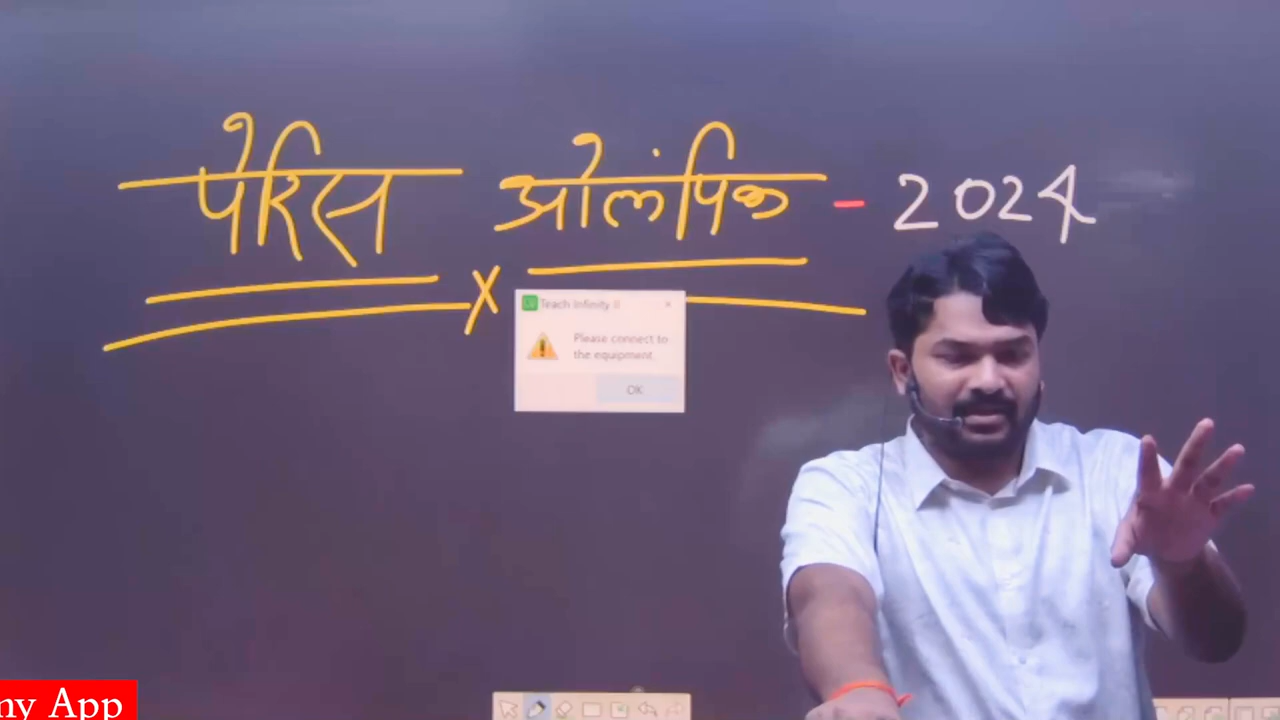 पेरिस ओलंपिक - 2024
x
Teach Infinity
Please connect to
the equipment.
OK
ny App